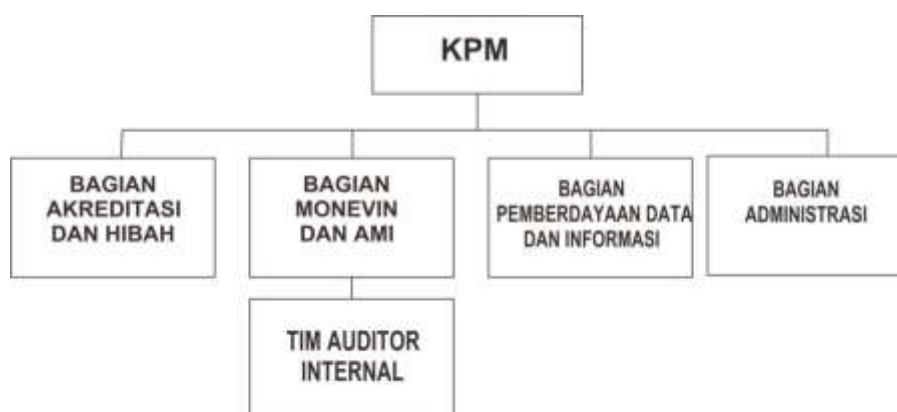 KPM
BAGIAN
AKREDITASI
DAN HIBAH
BAGIAN
MONEVIN
DAN AMI
BAGIAN
PEMBERDAYAAN DATA
DAN INFORMASI
BAGIAN
ADMINISTRASI
TIM AUDITOR
INTERNAL